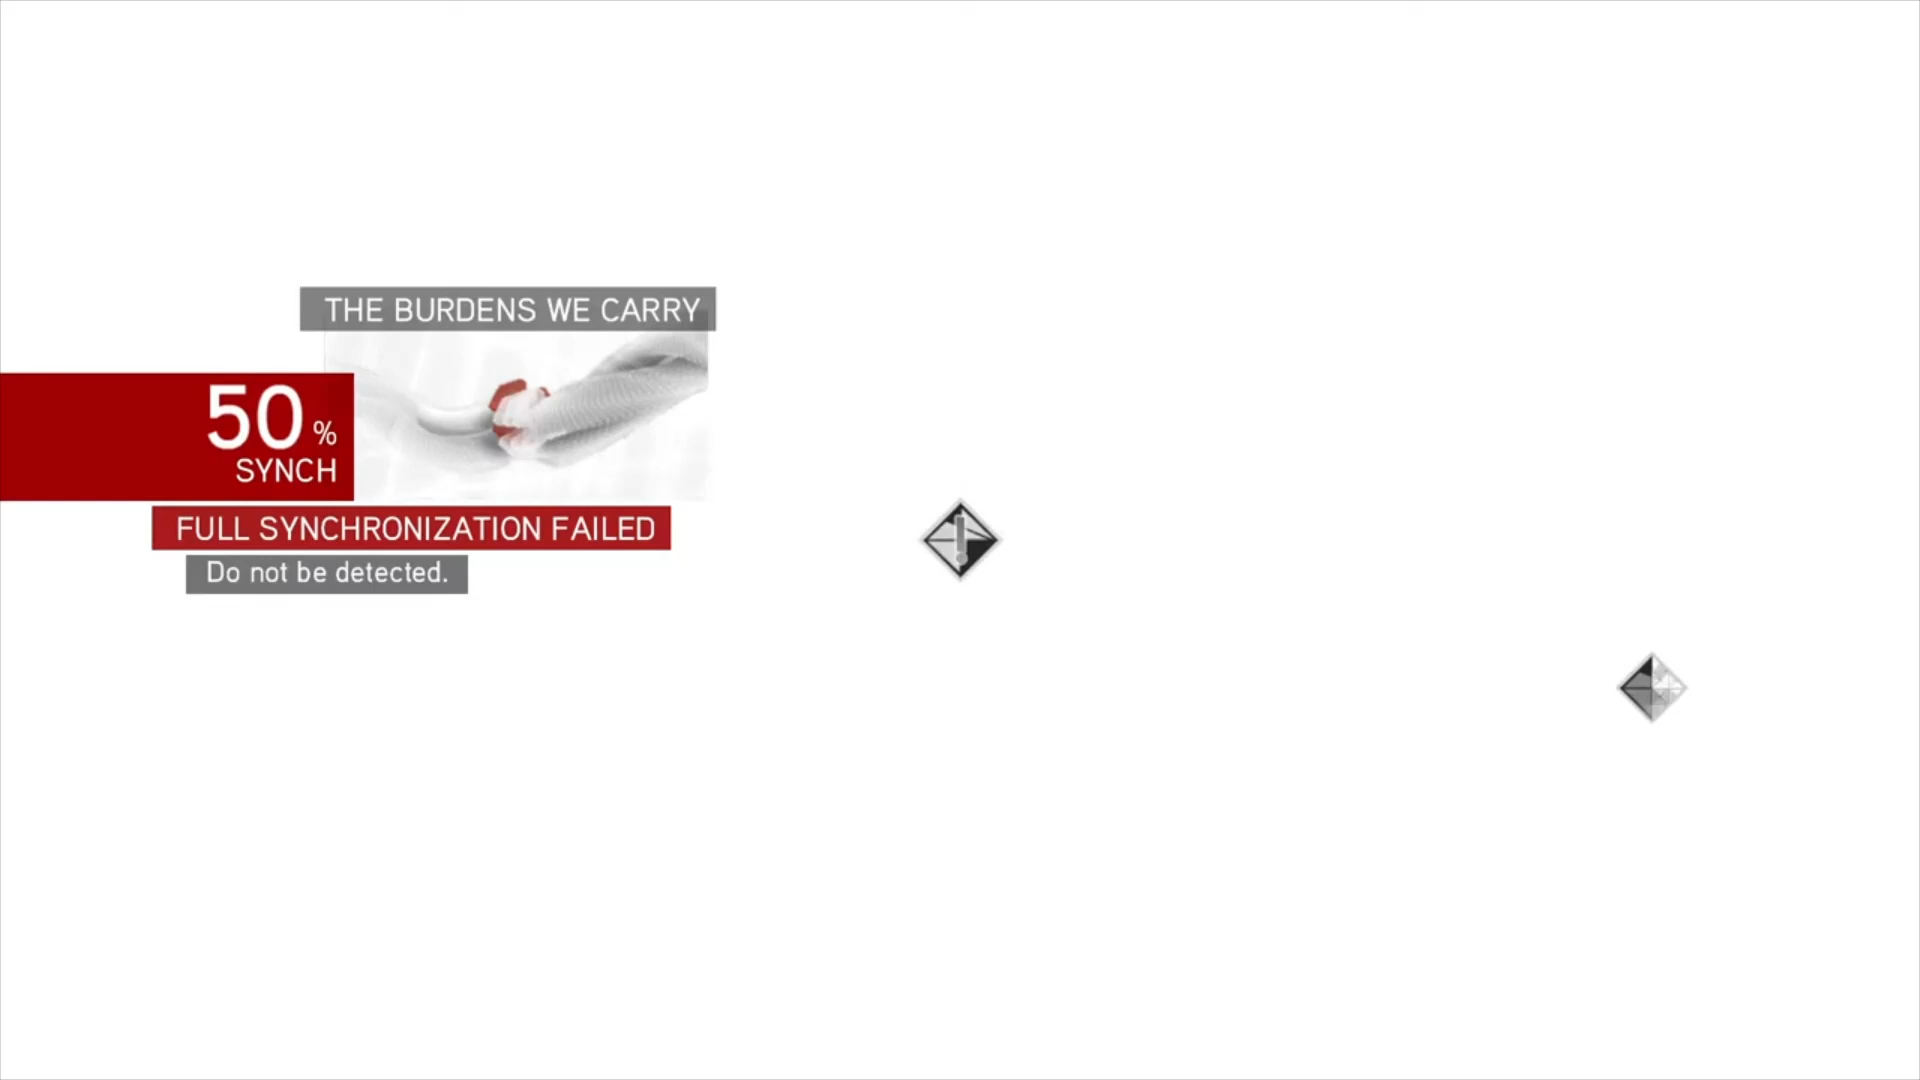 THE BURDENS WE CARRY
50 %
SYNCH
FULL SYNCHRONIZATION FAILED
Do not be detected.